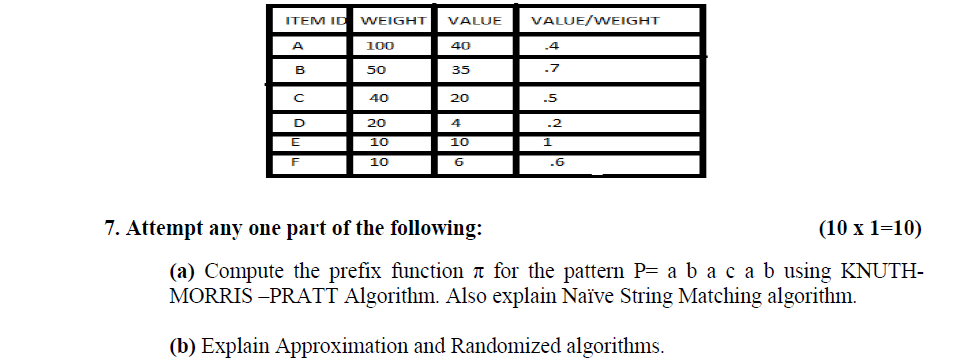 ITEM ID WEIGHT VALUE VALUE/WEIGHT
A 100 40 .4
B 50 35 .7
C 40 20 .5
D 20 4 .2
E 10 10 1
F 10 6 .6
7. Attempt any one part of the following: (10 x 1=10)
(a) Compute the prefix function π for the pattern P= a b a c a b using KNUTH-
MORRIS –PRATT Algorithm. Also explain Naïve String Matching algorithm.
(b) Explain Approximation and Randomized algorithms.